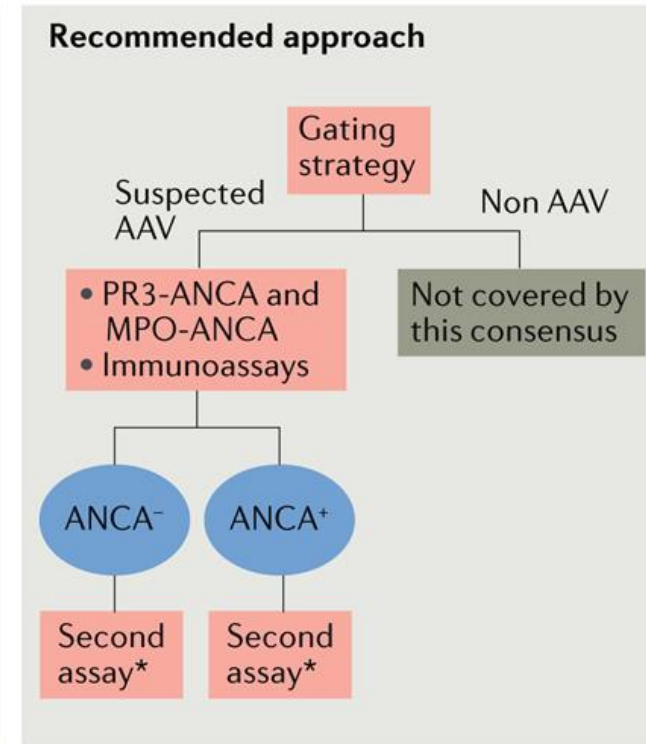 Recommended approach
Gating
strategy
Suspected
AAV
Non AAV
• PR3-ANCA and
MPO-ANCA
• Immunoassays
Not covered by
this consensus
ANCA⁻
ANCA⁺
Second
assay*
Second
assay*